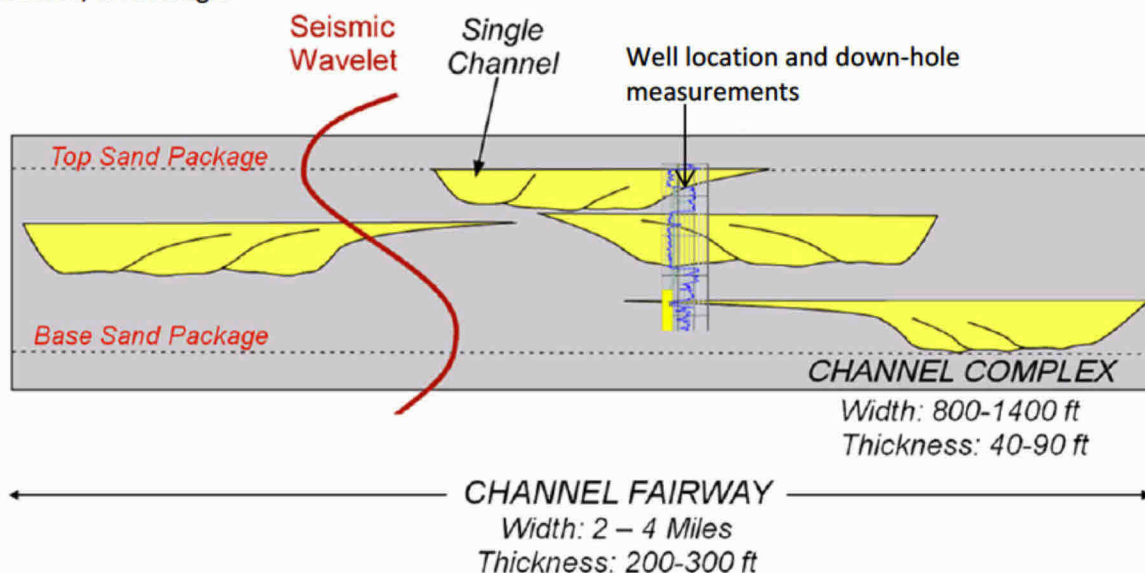 Seismic
Wavelet
Single
Channel
Well location and down-hole
measurements
Top Sand Package
Base Sand Package
CHANNEL COMPLEX
Width: 800-1400 ft
Thickness: 40-90 ft
CHANNEL FAIRWAY
Width: 2 – 4 Miles
Thickness: 200-300 ft